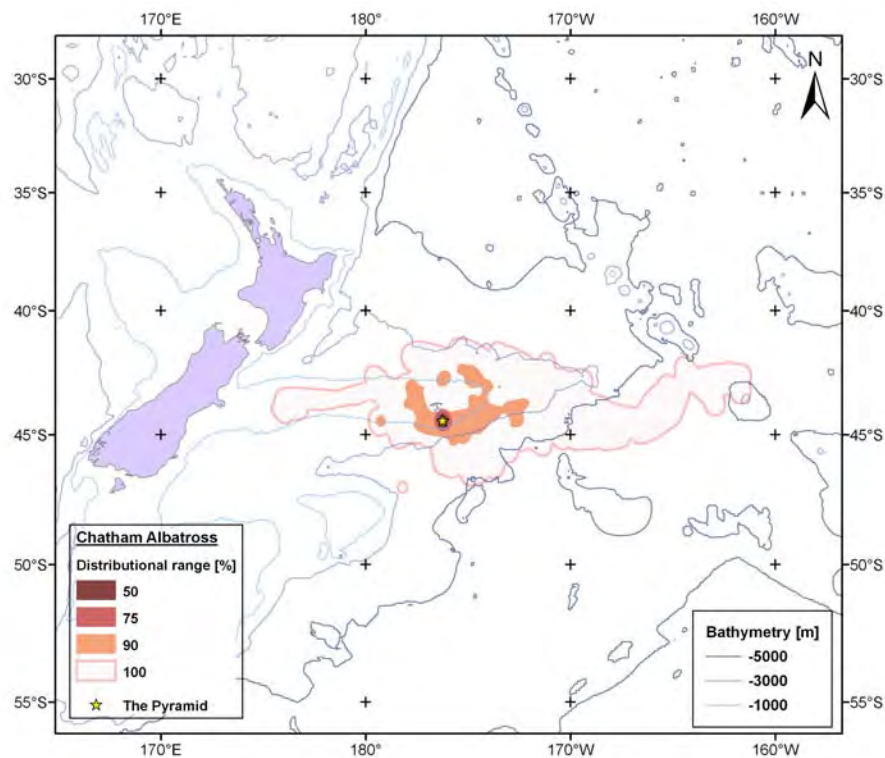 170°E 180° 170°W 160°W
N
30°S 30°S
35°S 35°S
40°S 40°S
45°S 45°S
50°S 50°S
55°S 55°S
Chatham Albatross
Distributional range [%]
50
75
90
100
The Pyramid
Bathymetry [m]
-5000
-3000
-1000
170°E 180° 170°W 160°W